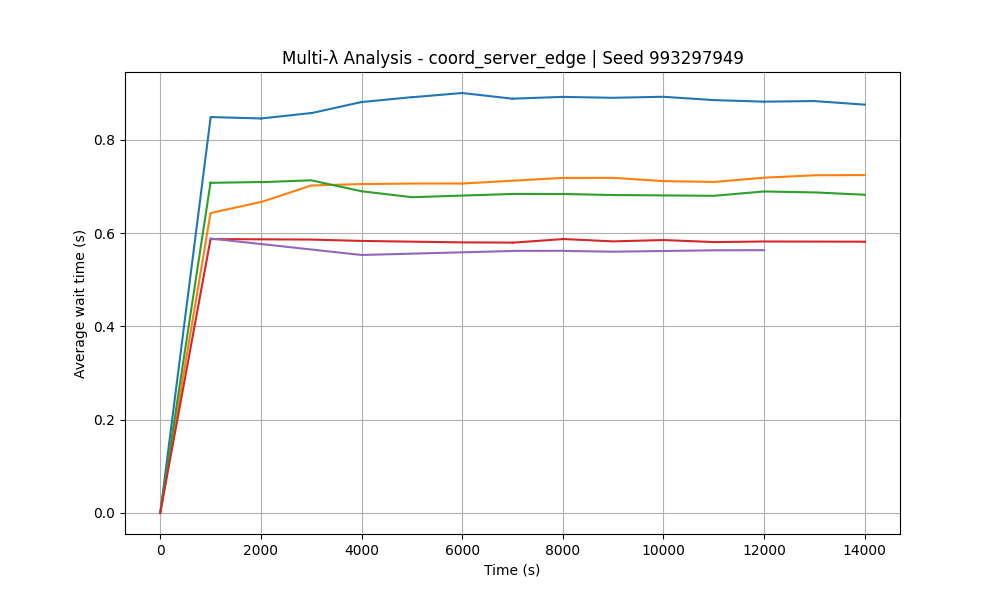 Multi-λ Analysis - coord_server_edge | Seed 993297949
Average wait time (s)
0.8
0.6
0.4
0.2
0.0
0 2000 4000 6000 8000 10000 12000 14000
Time (s)